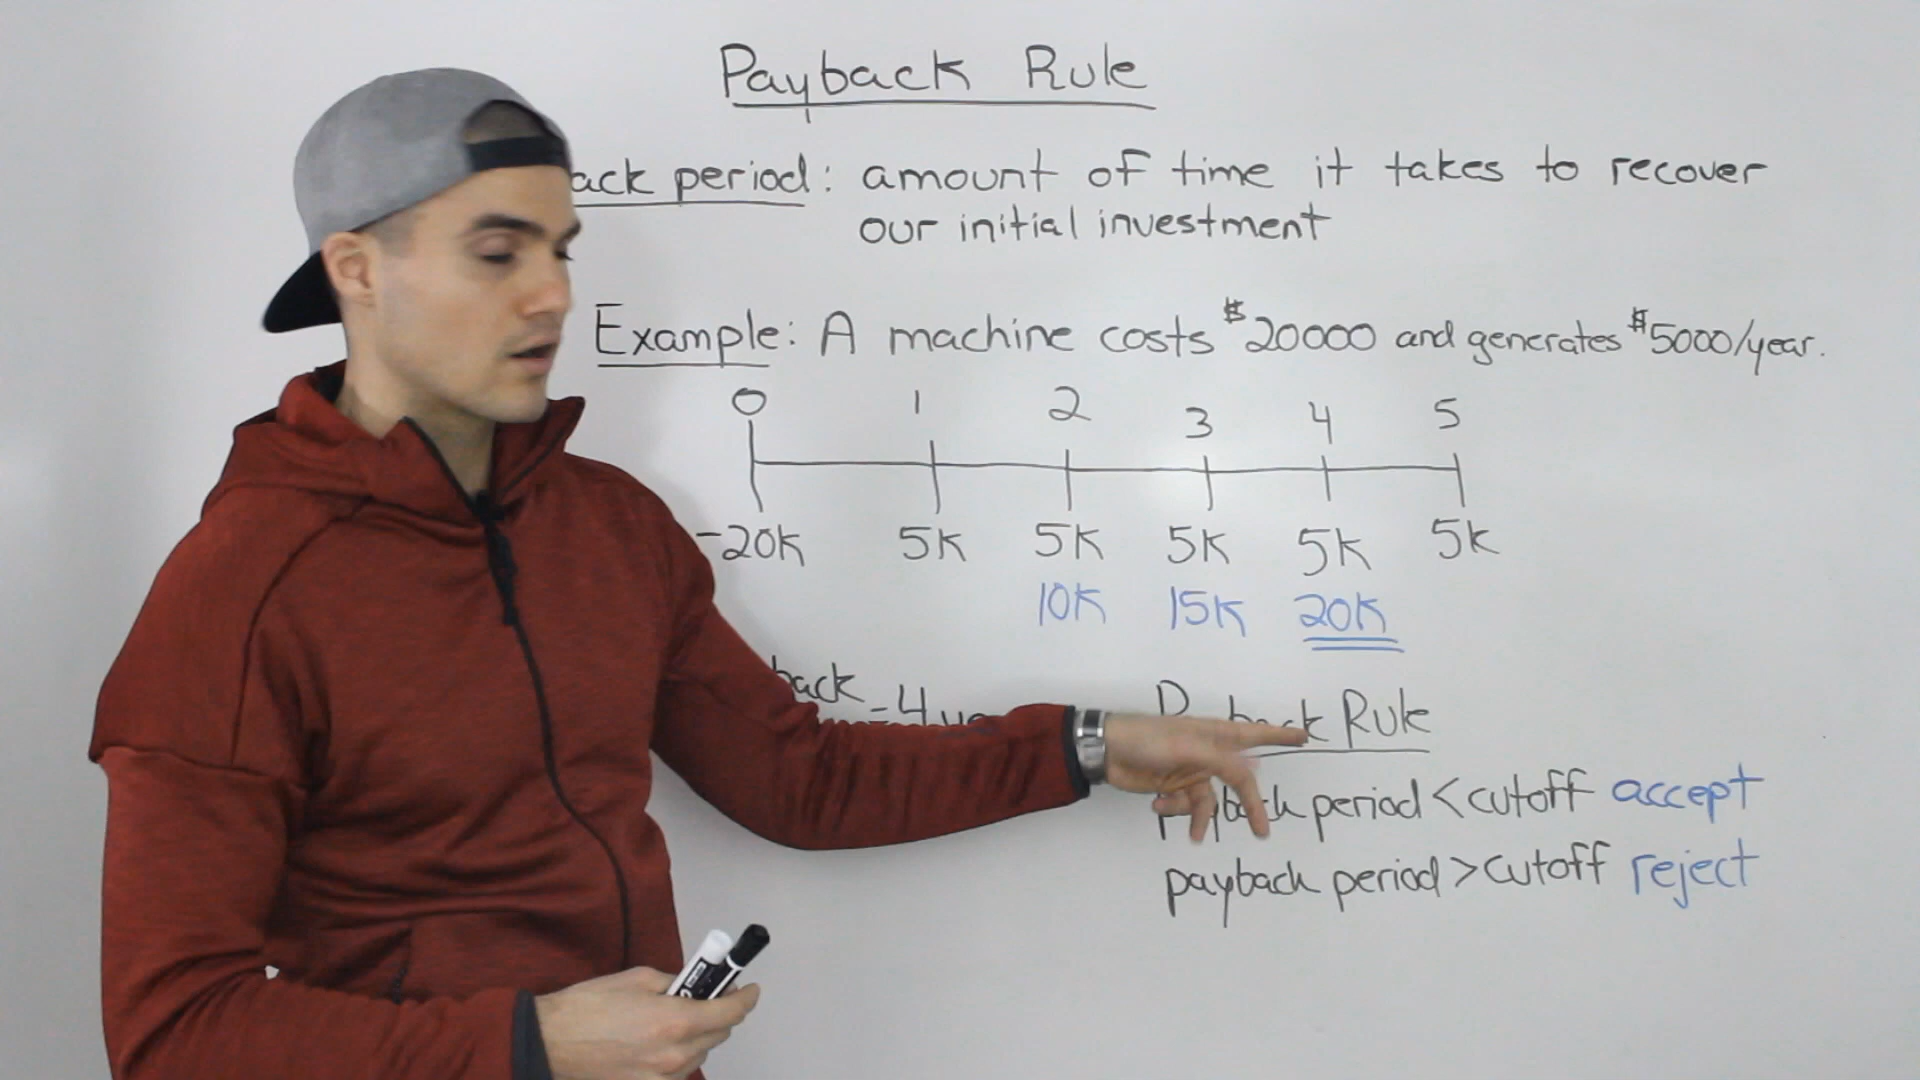 Payback Rule
ack period: amount of time it takes to recover
our initial investment
Example: A machine costs $20000 and generates $5000/year.
0 1 2 3 4 5
-20K 5K 5K 5K 5K 5K
10K 15K 20K
back
=4
Rule
period < cutoff accept
payback period > cutoff reject